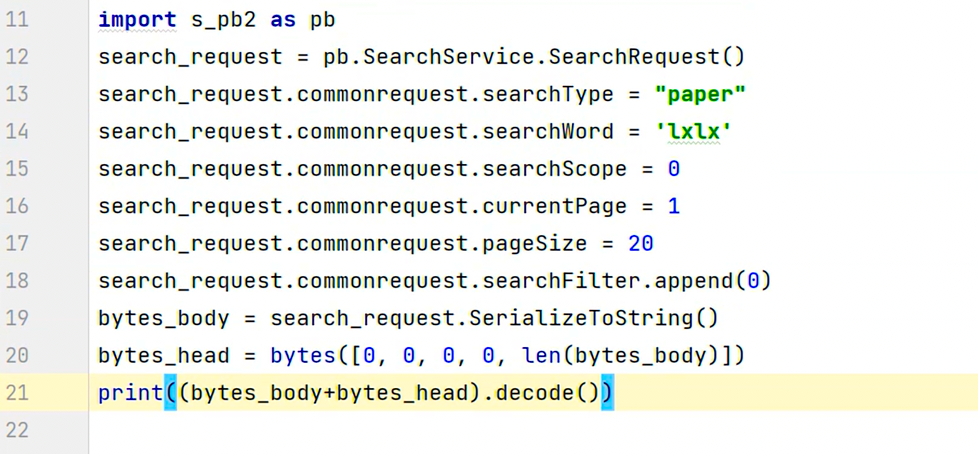 11 import s_pb2 as pb
12 search_request = pb.SearchService.SearchRequest()
13 search_request.commonrequest.searchType = "paper"
14 search_request.commonrequest.searchWord = 'lxlx'
15 search_request.commonrequest.searchScope = 0
16 search_request.commonrequest.currentPage = 1
17 search_request.commonrequest.pageSize = 20
18 search_request.commonrequest.searchFilter.append(0)
19 bytes_body = search_request.SerializeToString()
20 bytes_head = bytes([0, 0, 0, 0, len(bytes_body)])
21 print((bytes_body+bytes_head).decode())
22